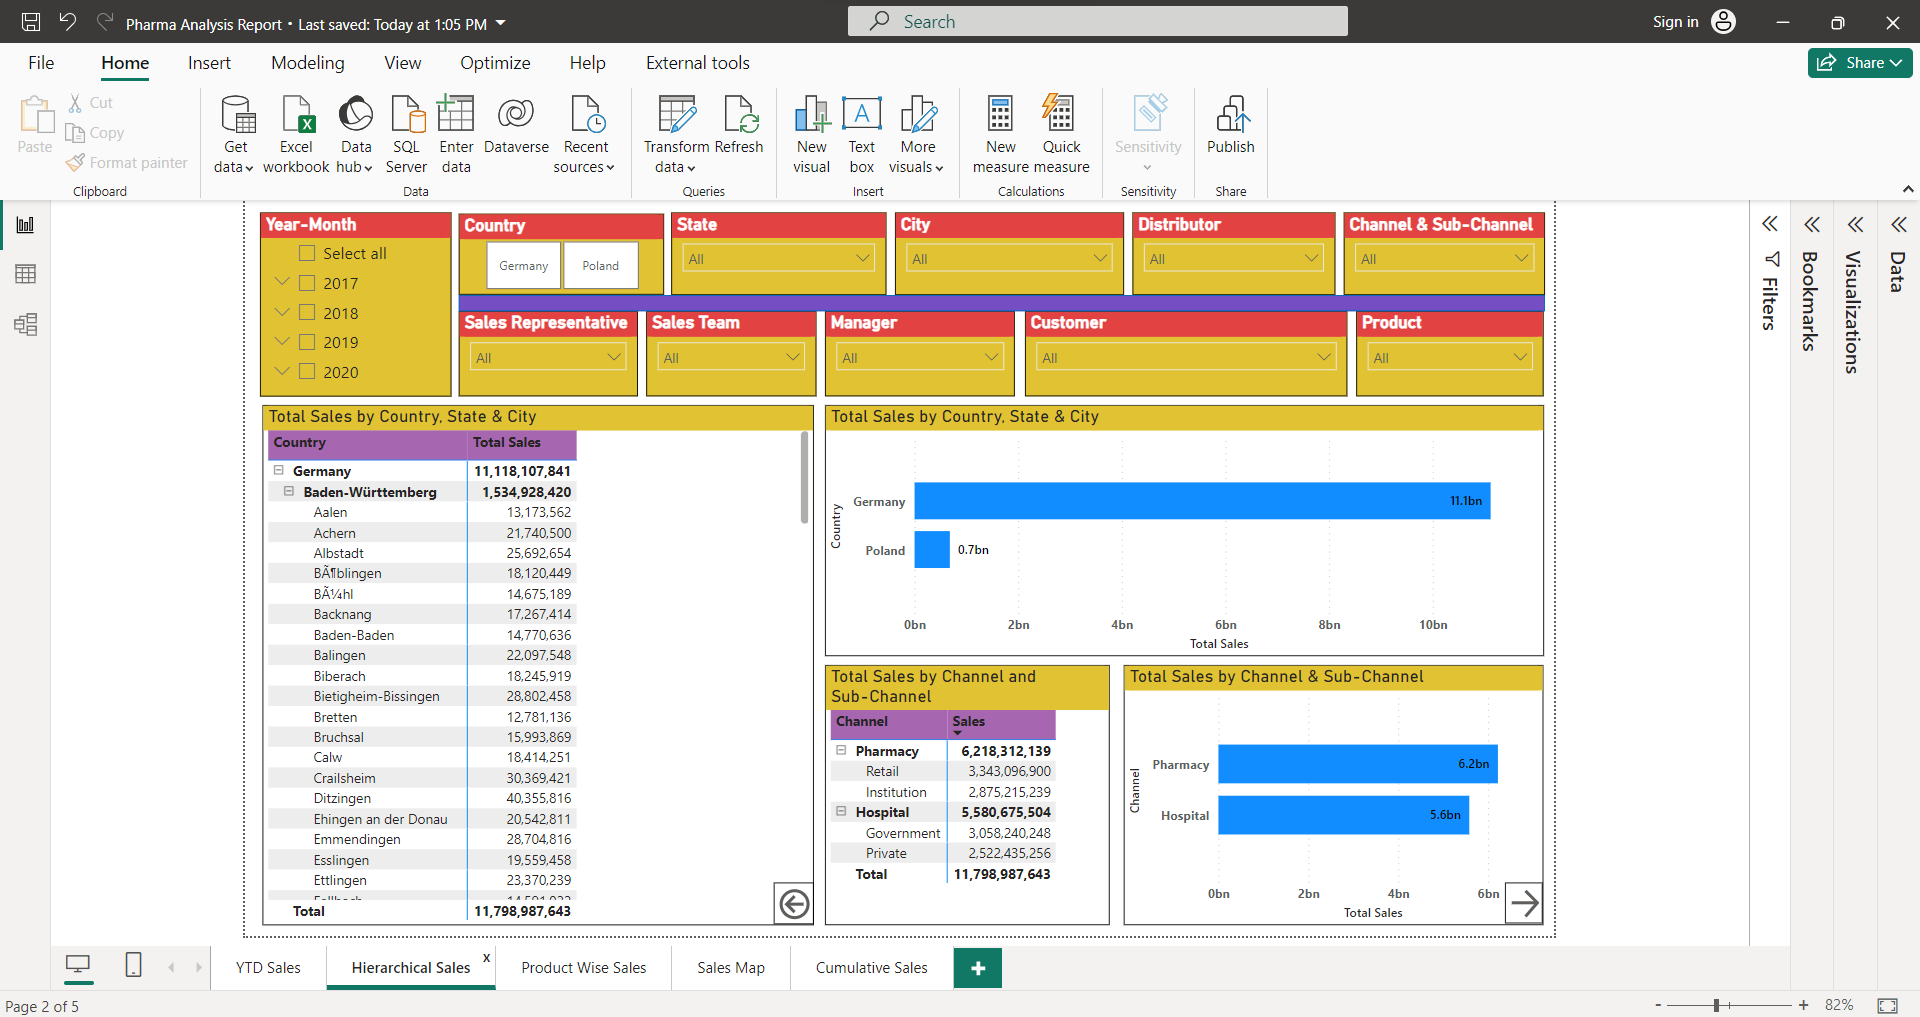 Pharma Analysis Report • Last saved: Today at 1:05 PM
Search
Sign in
File Home Insert Modeling View Optimize Help External tools
Share
Paste
Cut
Copy
Format painter
Clipboard
Get data
Excel workbook
Data hub
SQL Server
Enter data
Dataverse
Recent sources
Data
Transform data
Refresh
Queries
New visual
Text box
More visuals
Insert
New measure
Quick measure
Calculations
Sensitivity
Sensitivity
Publish
Share
Year-Month
Select all
2017
2018
2019
2020
Country
Germany Poland
State
All
City
All
Distributor
All
Channel & Sub-Channel
All
Sales Representative
All
Sales Team
All
Manager
All
Customer
All
Product
All
Filters
Bookmarks
Visualizations
Data
Total Sales by Country, State & City
Country Total Sales
Germany 11,118,107,841
Baden-Württemberg 1,534,928,420
Aalen 13,173,562
Achern 21,740,500
Albstadt 25,692,654
BÃ¶blingen 18,120,449
BÃ¼hl 14,675,189
Backnang 17,267,414
Baden-Baden 14,770,636
Balingen 22,097,548
Biberach 18,245,919
Bietigheim-Bissingen 28,802,458
Bretten 12,781,136
Bruchsal 15,993,869
Calw 18,414,251
Crailsheim 30,369,421
Ditzingen 40,355,816
Ehingen an der Donau 20,542,811
Emmendingen 28,704,816
Esslingen 19,559,458
Ettlingen 23,370,239
Total 11,798,987,643
Total Sales by Country, State & City
Country
Germany 11.1bn
Poland 0.7bn
0bn 2bn 4bn 6bn 8bn 10bn
Total Sales
Total Sales by Channel and
Sub-Channel
Channel Sales
Pharmacy 6,218,312,139
Retail 3,343,096,900
Institution 2,875,215,239
Hospital 5,580,675,504
Government 3,058,240,248
Private 2,522,435,256
Total 11,798,987,643
Total Sales by Channel & Sub-Channel
Channel
Pharmacy 6.2bn
Hospital 5.6bn
0bn 2bn 4bn 6bn
Total Sales
YTD Sales
Hierarchical Sales x
Product Wise Sales
Sales Map
Cumulative Sales
+
Page 2 of 5
- + 82%